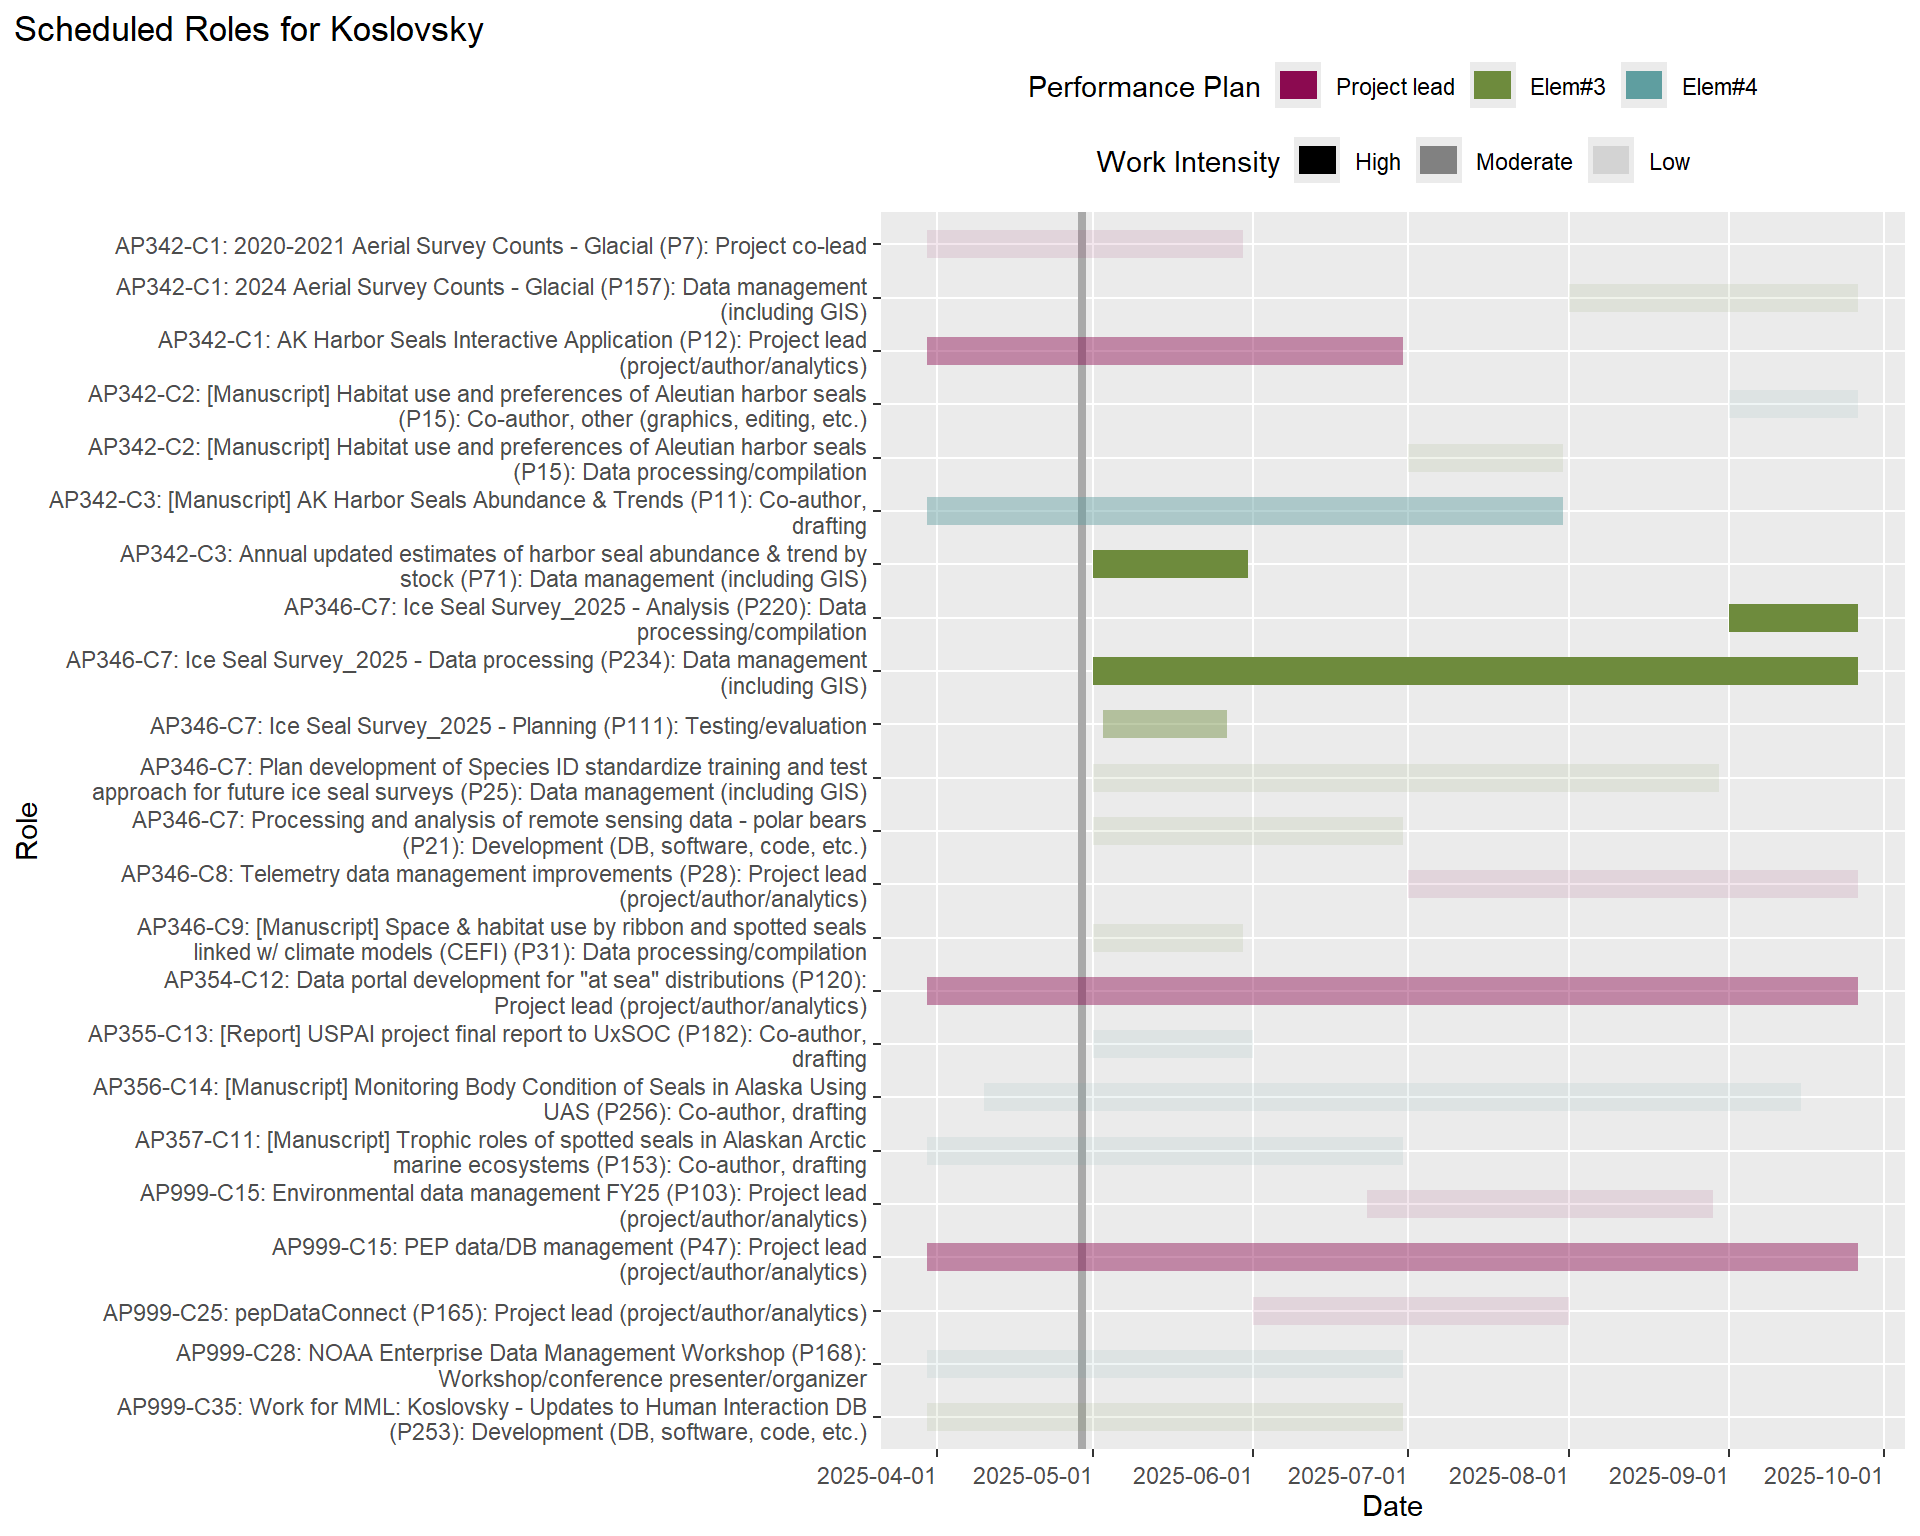 Scheduled Roles for Koslovsky
Performance Plan Project lead Elem#3 Elem#4
Work Intensity High Moderate Low
AP342-C1: 2020-2021 Aerial Survey Counts - Glacial (P7): Project co-lead
AP342-C1: 2024 Aerial Survey Counts - Glacial (P157): Data management
(including GIS)
AP342-C1: AK Harbor Seals Interactive Application (P12): Project lead
(project/author/analytics)
AP342-C2: [Manuscript] Habitat use and preferences of Aleutian harbor seals
(P15): Co-author, other (graphics, editing, etc.)
AP342-C2: [Manuscript] Habitat use and preferences of Aleutian harbor seals
(P15): Data processing/compilation
AP342-C3: [Manuscript] AK Harbor Seals Abundance & Trends (P11): Co-author,
drafting
AP342-C3: Annual updated estimates of harbor seal abundance & trend by
stock (P71): Data management (including GIS)
AP346-C7: Ice Seal Survey_2025 - Analysis (P220): Data
processing/compilation
AP346-C7: Ice Seal Survey_2025 - Data processing (P234): Data management
(including GIS)
AP346-C7: Ice Seal Survey_2025 - Planning (P111): Testing/evaluation
AP346-C7: Plan development of Species ID standardize training and test
approach for future ice seal surveys (P25): Data management (including GIS)
AP346-C7: Processing and analysis of remote sensing data - polar bears
(P21): Development (DB, software, code, etc.)
AP346-C8: Telemetry data management improvements (P28): Project lead
(project/author/analytics)
AP346-C9: [Manuscript] Space & habitat use by ribbon and spotted seals
linked w/ climate models (CEFI) (P31): Data processing/compilation
AP354-C12: Data portal development for "at sea" distributions (P120):
Project lead (project/author/analytics)
AP355-C13: [Report] USPAI project final report to UxSOC (P182): Co-author,
drafting
AP356-C14: [Manuscript] Monitoring Body Condition of Seals in Alaska Using
UAS (P256): Co-author, drafting
AP357-C11: [Manuscript] Trophic roles of spotted seals in Alaskan Arctic
marine ecosystems (P153): Co-author, drafting
AP999-C15: Environmental data management FY25 (P103): Project lead
(project/author/analytics)
AP999-C15: PEP data/DB management (P47): Project lead
(project/author/analytics)
AP999-C25: pepDataConnect (P165): Project lead (project/author/analytics)
AP999-C28: NOAA Enterprise Data Management Workshop (P168):
Workshop/conference presenter/organizer
AP999-C35: Work for MML: Koslovsky - Updates to Human Interaction DB
(P253): Development (DB, software, code, etc.)
Role
2025-04-01 2025-05-01 2025-06-01 2025-07-01 2025-08-01 2025-09-01 2025-10-01
Date